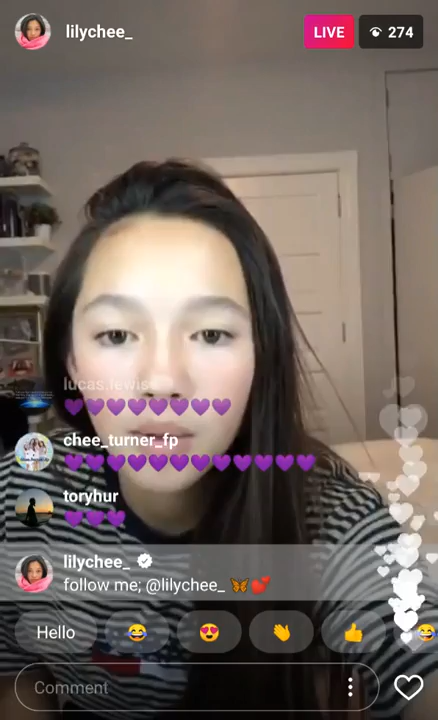 lilychee_
LIVE
274
lucas.lewis
💜💜💜💜💜💜💜💜
chee_turner_fp
💜💜💜💜💜💜💜💜💜💜💜💜
toryhur
💜💜💜
lilychee_
follow me; @lilychee_ 🦋💕
Hello 😂 😍 👏 👍 😂
Comment